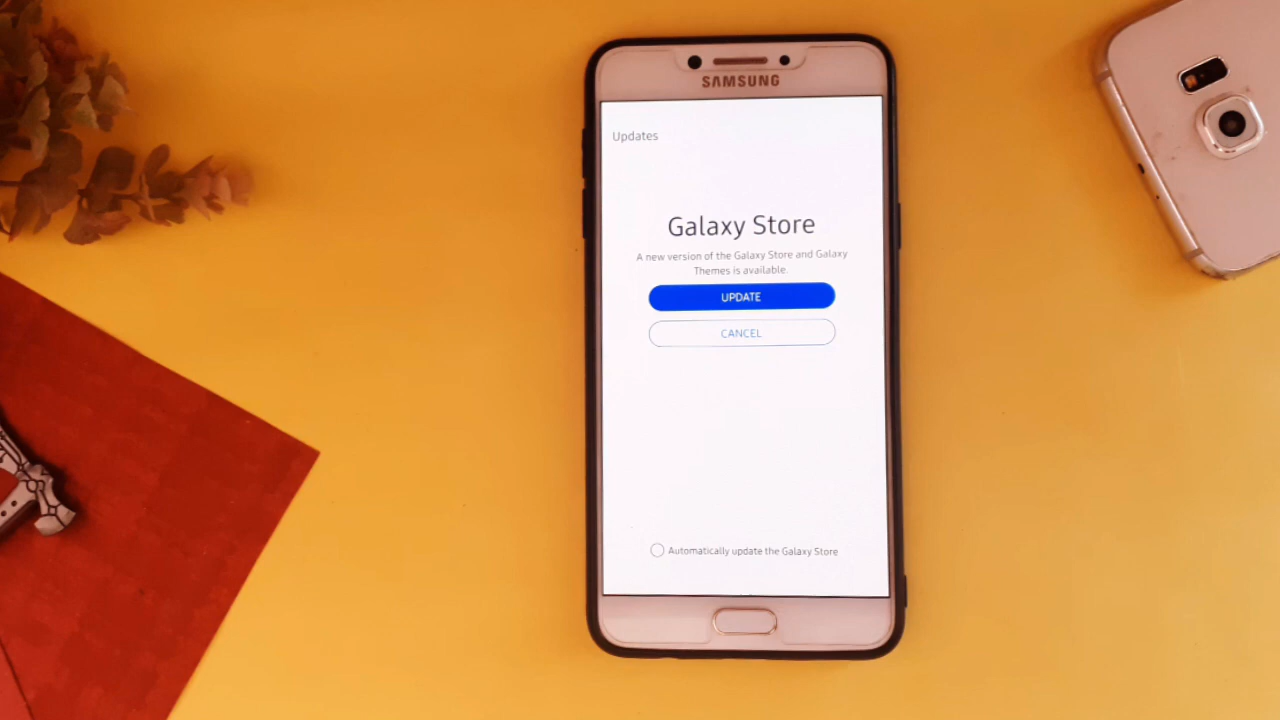 SAMSUNG
Updates
Galaxy Store
A new version of the Galaxy Store and Galaxy
Themes is available.
UPDATE
CANCEL
Automatically update the Galaxy Store